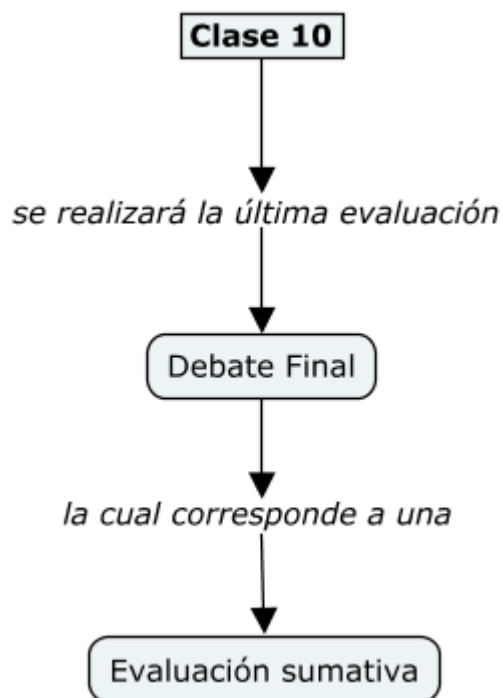 Clase 10
se realizará la última evaluación
Debate Final
la cual corresponde a una
Evaluación sumativa